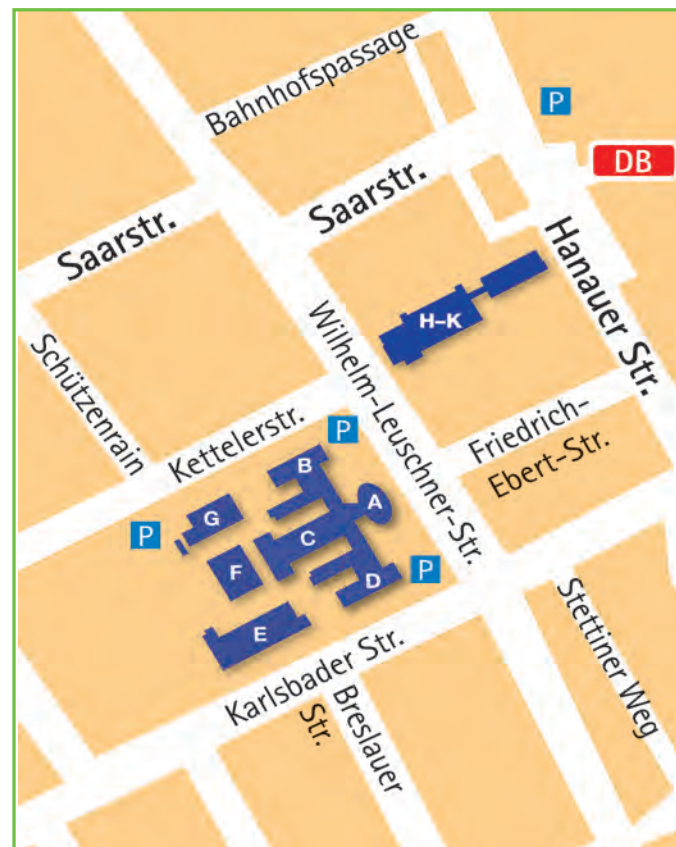 Bahnhofspassage
P
DB
Saarstr.
Saarstr.
Hanauer Str.
H–K
Wilhelm-Leuschner-Str.
Schützenrain
Kettelerstr.
P
Friedrich-
Ebert-Str.
B
A
G
C
P
F
P
D
E
Stettiner Weg
Karlsbader Str.
Breslauer
Str.